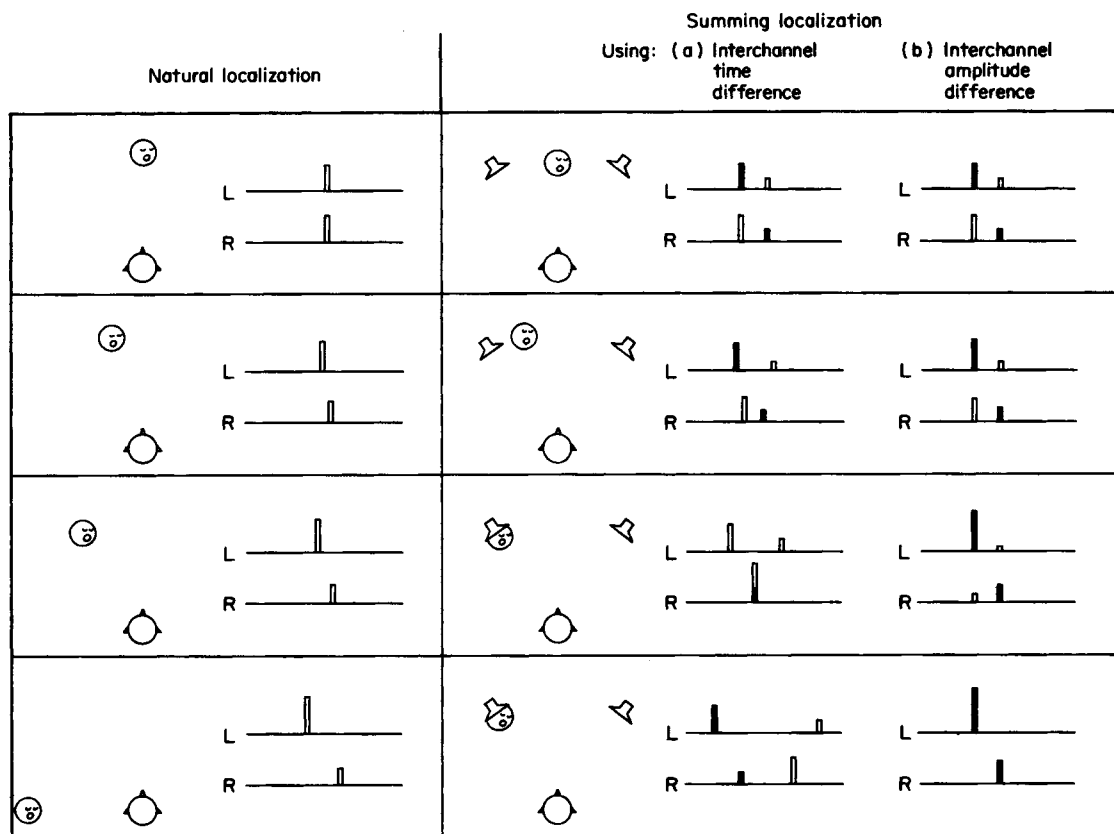 Summing localization
Natural localization
Using: (a) Interchannel time difference
(b) Interchannel amplitude difference
L
R
L
R
L
R
L
R
L
R
L
R
L
R
L
R
L
R
L
R
L
R
L
R